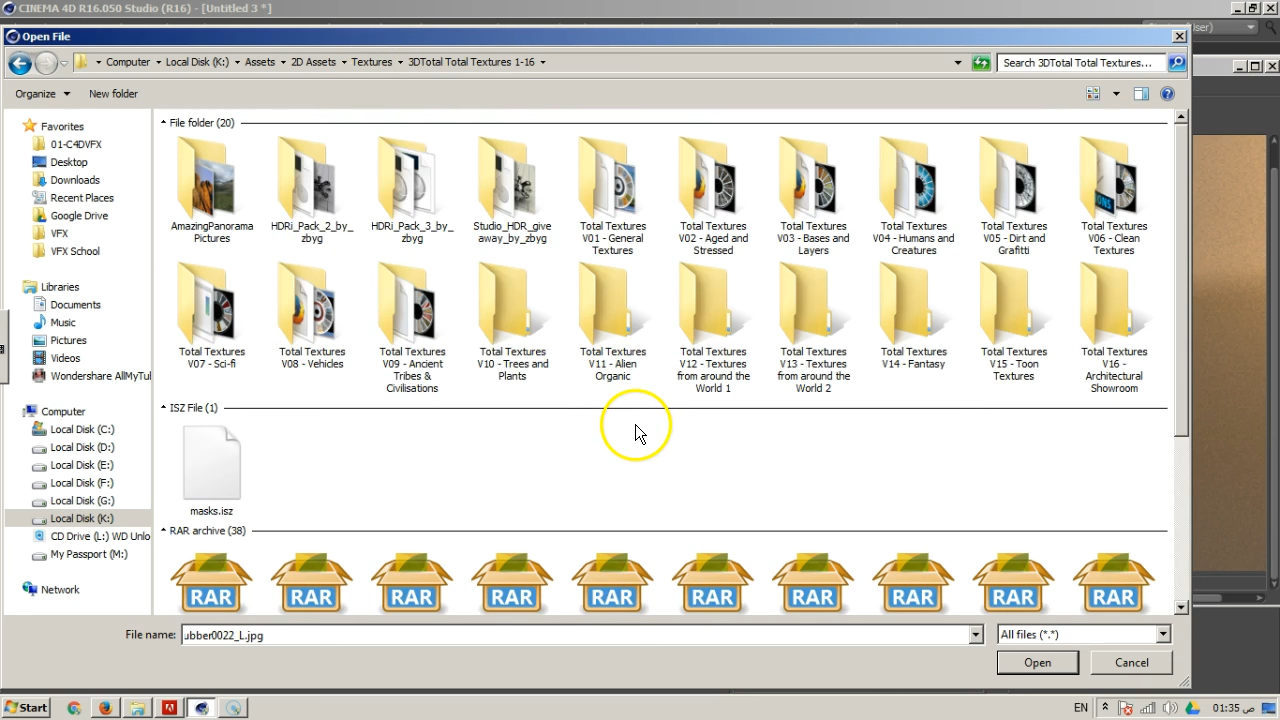 CINEMA 4D R16.050 Studio (R16) - [Untitled 3 *]
Open File
Computer Local Disk (K:) Assets 2D Assets Textures 3DTotal Total Textures 1-16
Search 3DTotal Total Textures...
Organize New folder
Favorites
01-C4DVFX
Desktop
Downloads
Recent Places
Google Drive
VFX
VFX School
Libraries
Documents
Music
Pictures
Videos
Wondershare AllMyTu
Computer
Local Disk (C:)
Local Disk (D:)
Local Disk (E:)
Local Disk (F:)
Local Disk (G:)
Local Disk (K:)
CD Drive (L:) WD Unlo
My Passport (M:)
Network
File folder (20)
AmazingPanorama
Pictures
HDRi_Pack_2_by_
zbyg
HDRi_Pack_3_by_
zbyg
Studio_HDR_give
away_by_zbyg
Total Textures
V01 - General
Textures
Total Textures
V02 - Aged and
Stressed
Total Textures
V03 - Bases and
Layers
Total Textures
V04 - Humans and
Creatures
Total Textures
V05 - Dirt and
Grafitti
Total Textures
V06 - Clean
Textures
Total Textures
V07 - Sci-fi
Total Textures
V08 - Vehicles
Total Textures
V09 - Ancient
Tribes &
Civilisations
Total Textures
V10 - Trees and
Plants
Total Textures
V11 - Alien
Organic
Total Textures
V12 - Textures
from around the
World 1
Total Textures
V13 - Textures
from around the
World 2
Total Textures
V14 - Fantasy
Total Textures
V15 - Toon
Textures
Total Textures
V16 -
Architectural
Showroom
ISZ File (1)
masks.isz
RAR archive (38)
RAR RAR RAR RAR RAR RAR RAR RAR RAR RAR
File name: ubber0022_L.jpg
All files (*.*)
Open Cancel
Start
EN
01:35 ص